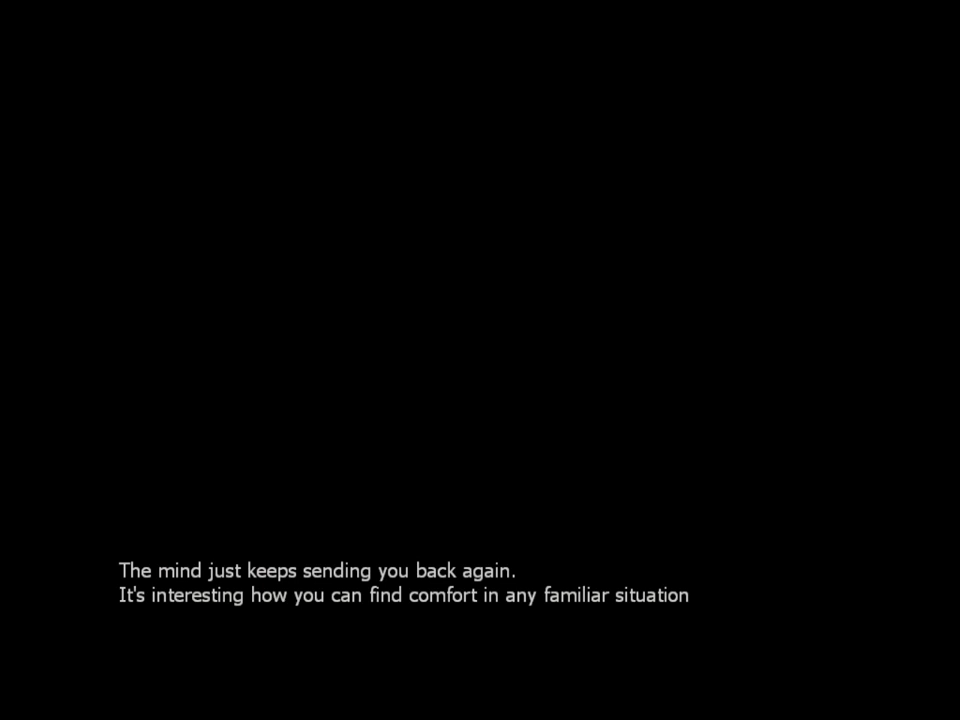 The mind just keeps sending you back again.
It's interesting how you can find comfort in any familiar situation